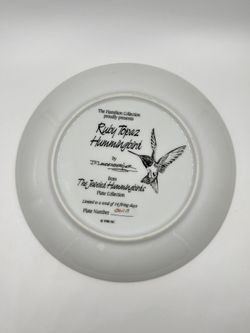 The Hamilton Collection
proudly presents
Ruby Topaz
Hummingbird
by
from
The Jeweled Hummingbirds
Plate Collection
Limited to a total of 14 firing days
Plate Number